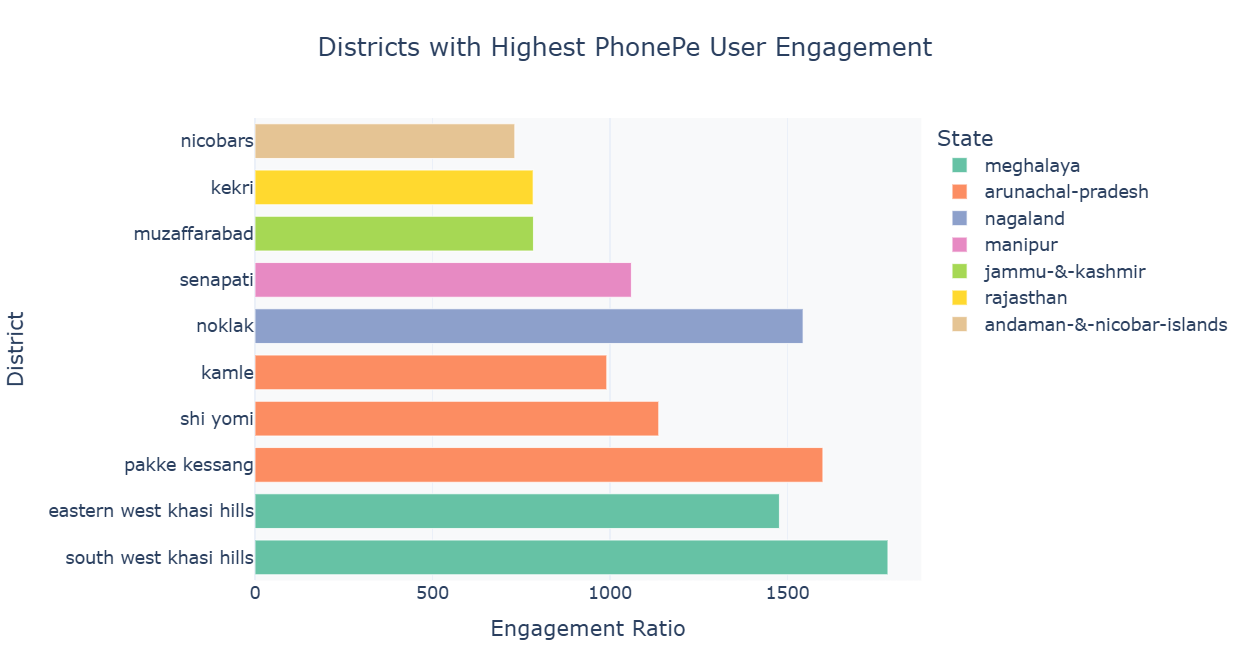 Districts with Highest PhonePe User Engagement
District
nicobars
kekri
muzaffarabad
senapati
noklak
kamle
shi yomi
pakke kessang
eastern west khasi hills
south west khasi hills
0
500
1000
1500
Engagement Ratio
State
meghalaya
arunachal-pradesh
nagaland
manipur
jammu-&-kashmir
rajasthan
andaman-&-nicobar-islands